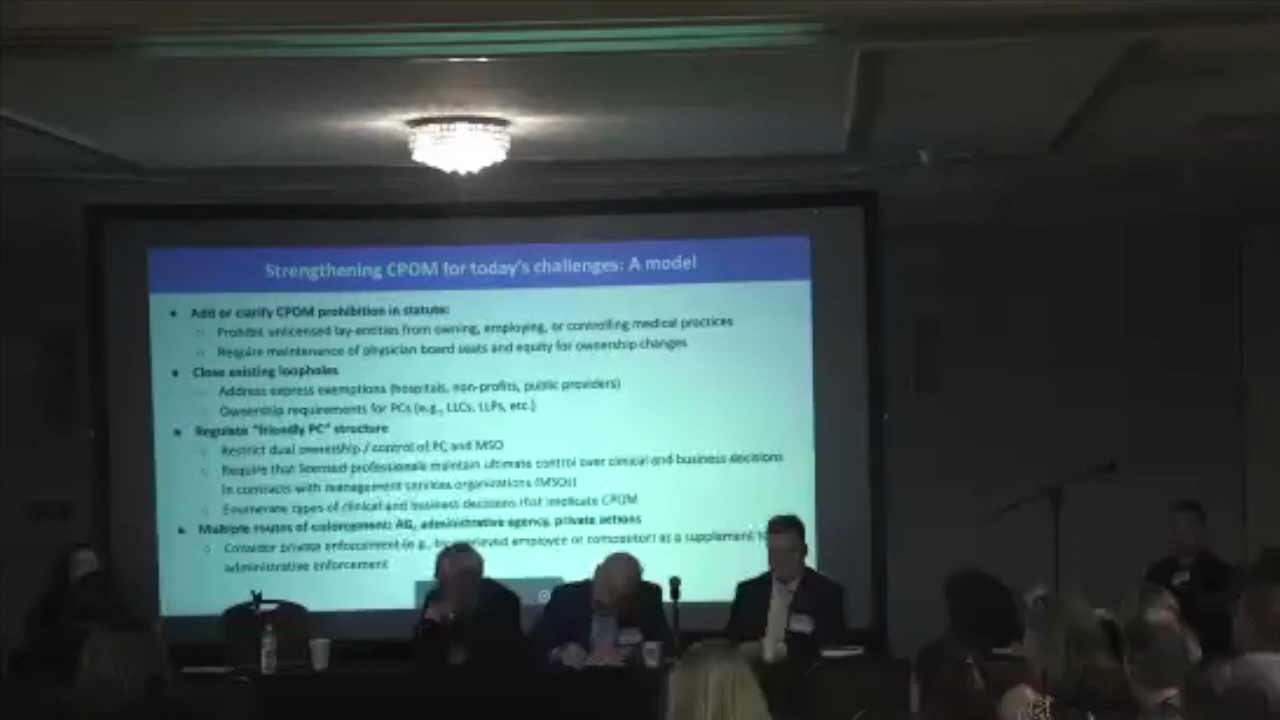 Strengthening CPOM for today's challenges: A model
Add or clarify CPOM prohibition in statute:
Prohibit unlicensed lay-entities from owning, employing, or controlling medical practices
Require maintenance of physician board seats and equity for ownership changes
Close existing loopholes
Address express exemptions (hospitals, non-profits, public providers)
Ownership requirements for PCs (e.g., LLCs, LLPs, etc.)
Regulate "friendly PC" structure
Restrict dual ownership / control of PC and MSO
Require that licensed professionals maintain ultimate control over clinical and business decisions
in contracts with management services organizations (MSOs)
Enumerate types of clinical and business decisions that implicate CPOM
Multiple routes of enforcement: AG, administrative agency, private actions
Consider private enforcement (e.g., by employee or competitor) as a supplement
administrative enforcement